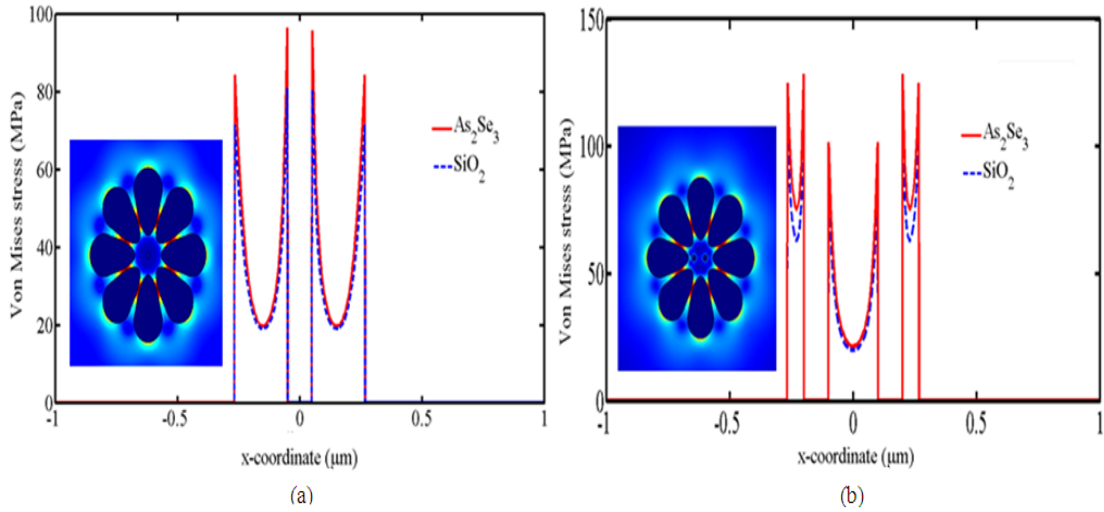 100
80
60
40
20
0
Von Mises stress (MPa)
As2Se3
SiO2
-1
-0.5
0
0.5
1
x-coordinate (µm)
(a)
150
100
50
0
Von Mises stress (MPa)
As2Se3
SiO2
-1
-0.5
0
0.5
1
x-coordinate (µm)
(b)